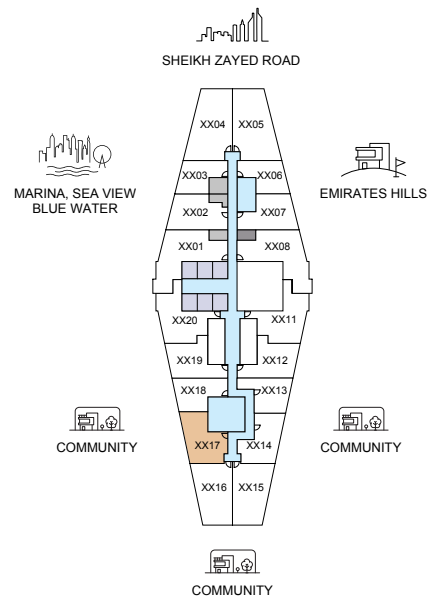 SHEIKH ZAYED ROAD
XX04 XX05
XX03 XX06
MARINA, SEA VIEW
BLUE WATER
EMIRATES HILLS
XX02 XX07
XX01 XX08
XX20 XX11
XX19 XX12
XX18 XX13
COMMUNITY
COMMUNITY
XX17 XX14
XX16 XX15
COMMUNITY